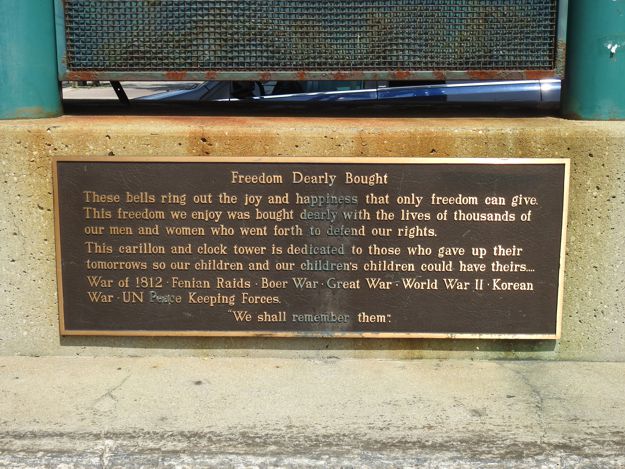 Freedom Dearly Bought
These bells ring out the joy and happiness that only freedom can give.
This freedom we enjoy was bought dearly with the lives of thousands of
our men and women who went forth to defend our rights.
This carillon and clock tower is dedicated to those who gave up their
tomorrows so our children and our children's children could have theirs....
War of 1812 · Fenian Raids · Boer War · Great War · World War II · Korean
War · UN Peace Keeping Forces.
"We shall remember them".